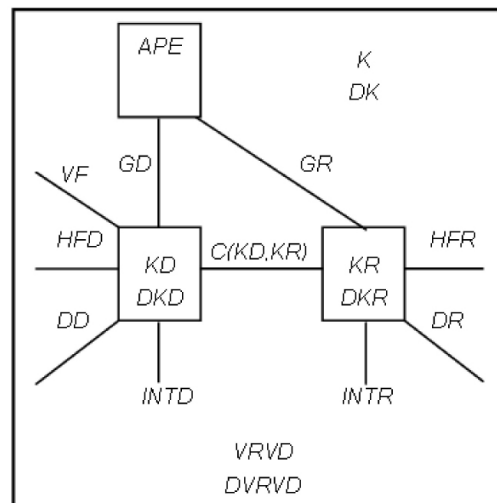 APE
K
DK
GD
GR
VF
HFD
C(KD,KR)
HFR
KD
KR
DKD
DKR
DD
DR
INTD
INTR
VRVD
DVRVD